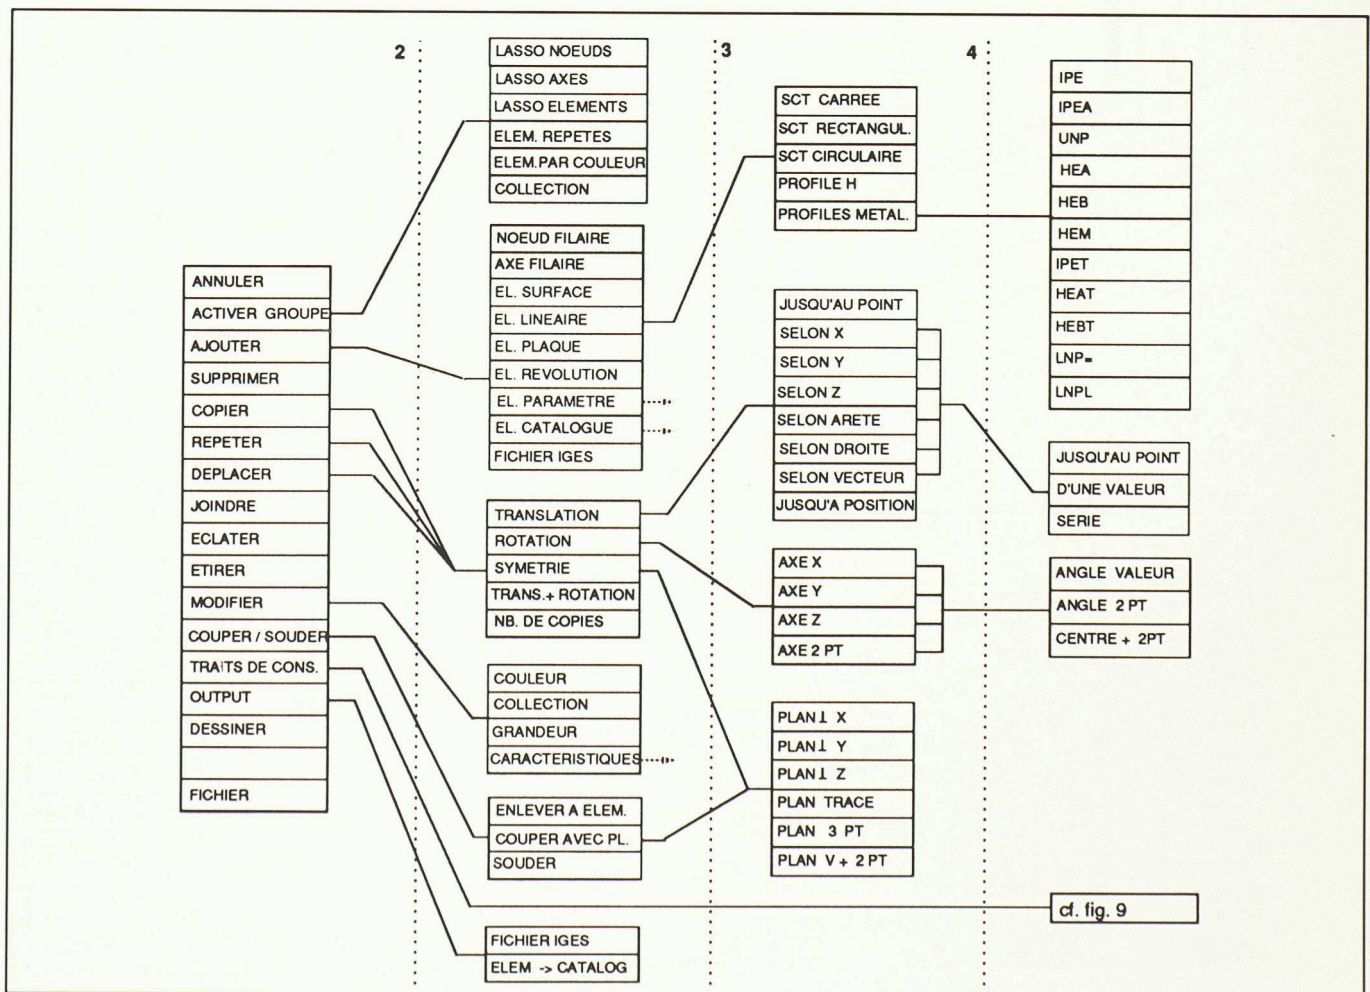 2
3
4
ANNULER
ACTIVER GROUPE
AJOUTER
SUPPRIMER
COPIER
REPETER
DEPLACER
JOINDRE
ECLATER
ETIRER
MODIFIER
COUPER / SOUDER
TRAITS DE CONS.
OUTPUT
DESSINER
FICHIER
LASSO NOEUDS
LASSO AXES
LASSO ELEMENTS
ELEM. REPETES
ELEM.PAR COULEUR
COLLECTION
NOEUD FILAIRE
AXE FILAIRE
EL. SURFACE
EL. LINEAIRE
EL. PLAQUE
EL. REVOLUTION
EL. PARAMETRE
EL. CATALOGUE
FICHIER IGES
TRANSLATION
ROTATION
SYMETRIE
TRANS.+ ROTATION
NB. DE COPIES
COULEUR
COLLECTION
GRANDEUR
CARACTERISTIQUES
ENLEVER A ELEM.
COUPER AVEC PL.
SOUDER
FICHIER IGES
ELEM -> CATALOG
SCT CARREE
SCT RECTANGUL.
SCT CIRCULAIRE
PROFILE H
PROFILES METAL.
JUSQU'AU POINT
SELON X
SELON Y
SELON Z
SELON ARETE
SELON DROITE
SELON VECTEUR
JUSQU'A POSITION
AXE X
AXE Y
AXE Z
AXE 2 PT
PLAN ⊥ X
PLAN ⊥ Y
PLAN ⊥ Z
PLAN TRACE
PLAN 3 PT
PLAN V + 2 PT
IPE
IPEA
UNP
HEA
HEB
HEM
IPET
HEAT
HEBT
LNP=
LNPL
JUSQU'AU POINT
D'UNE VALEUR
SERIE
ANGLE VALEUR
ANGLE 2 PT
CENTRE + 2PT
cf. fig. 9